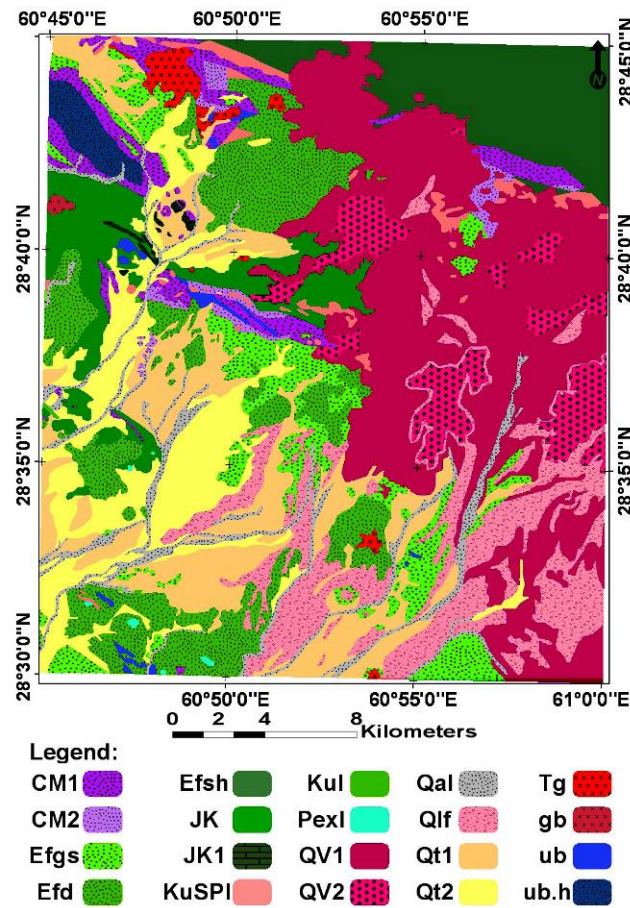 60°45'0"E 60°50'0"E 60°55'0"E
28°45'0"N
N
28°40'0"N 28°40'0"N
28°35'0"N 28°35'0"N
28°30'0"N 28°30'0"N
60°50'0"E 60°55'0"E 61°0'0"E
0 2 4 8
Kilometers
Legend:
CM1 Efsh Kul Qal Tg
CM2 JK Pexl Qlf gb
Efgs JK1 QV1 Qt1 ub
Efd KuSPl QV2 Qt2 ub.h